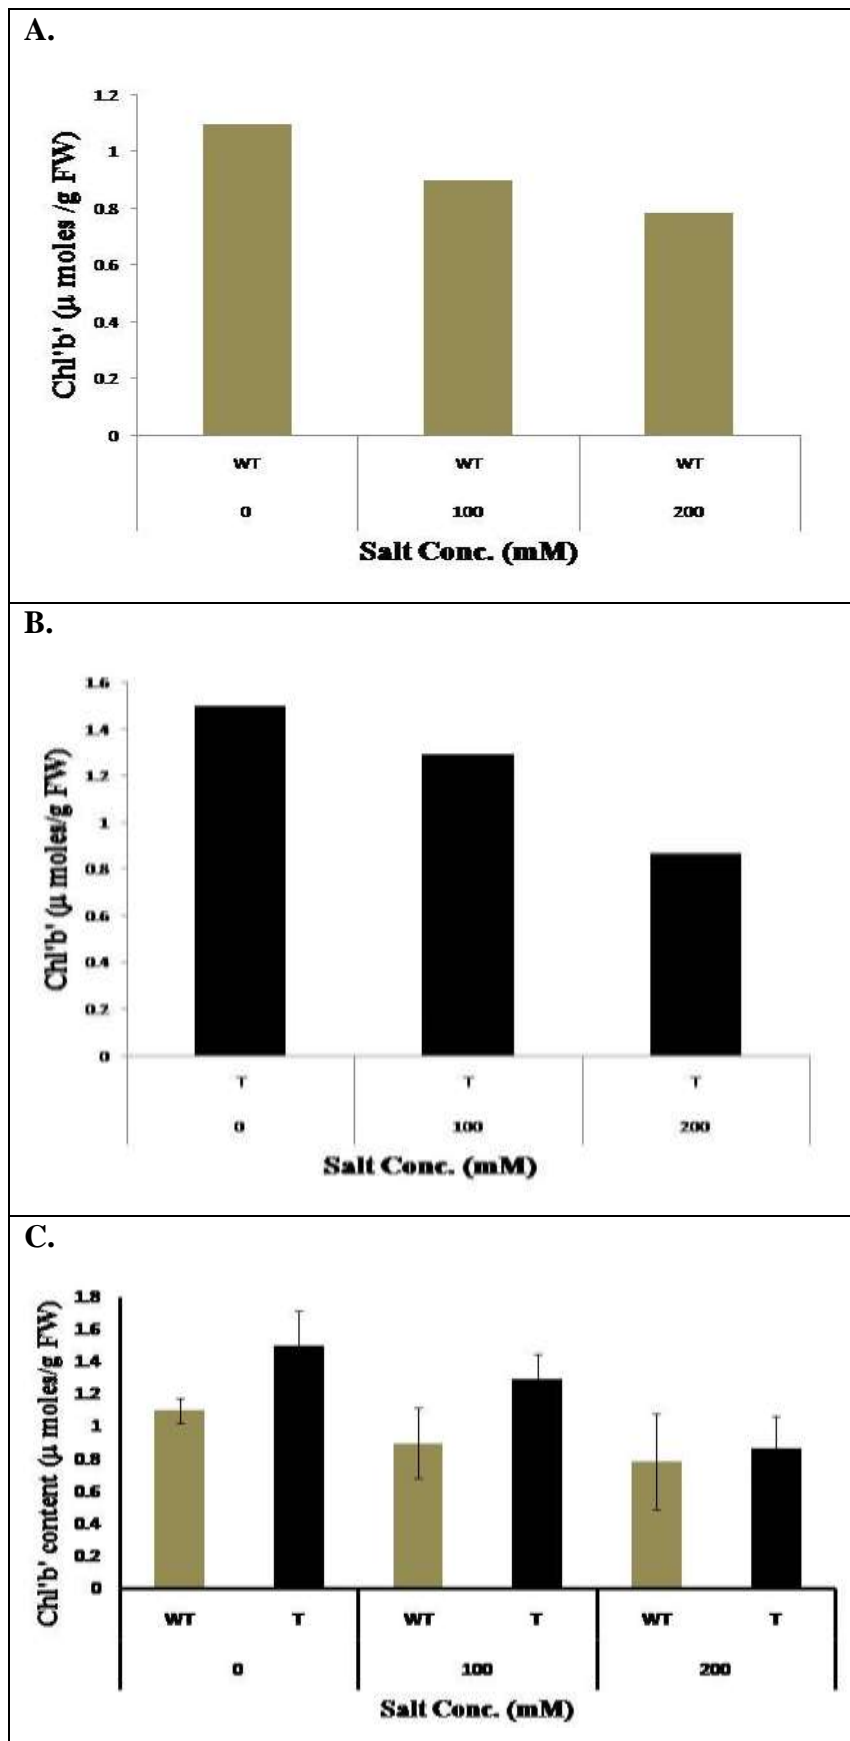 A.
Chl'b' (µ moles /g FW)
1.2
1
0.8
0.6
0.4
0.2
0
WT WT WT
0 100 200
Salt Conc. (mM)
B.
Chl'b' (µ moles/g FW)
1.6
1.4
1.2
1
0.8
0.6
0.4
0.2
0
T T T
0 100 200
Salt Conc. (mM)
C.
Chl'b' content (µ moles/g FW)
1.8
1.6
1.4
1.2
1
0.8
0.6
0.4
0.2
0
WT T WT T WT T
0 100 200
Salt Conc. (mM)